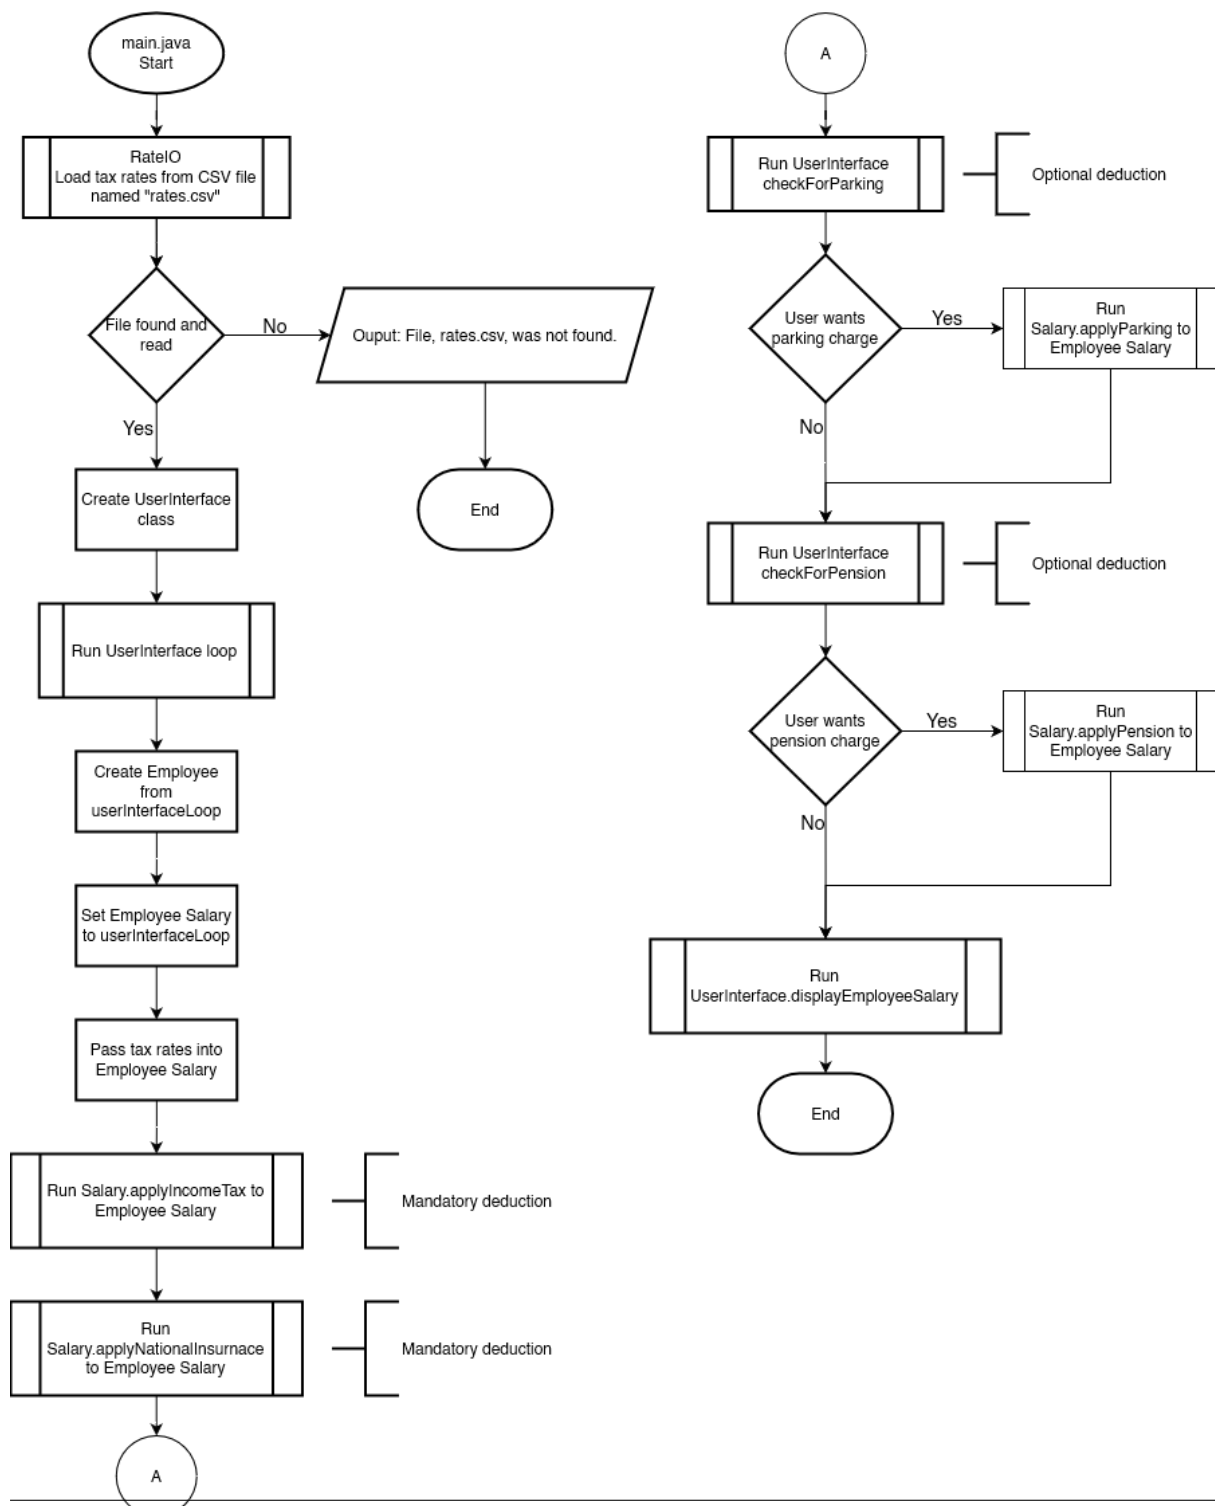 main.java
Start
RateIO
Load tax rates from CSV file
named "rates.csv"
File found and
read
No
Ouput: File, rates.csv, was not found.
End
Yes
Create UserInterface
class
Run UserInterface loop
Create Employee
from
userInterfaceLoop
Set Employee Salary
to userInterfaceLoop
Pass tax rates into
Employee Salary
Run Salary.applyIncomeTax to
Employee Salary
Mandatory deduction
Run
Salary.applyNationalInsurnace
to Employee Salary
Mandatory deduction
A
A
Run UserInterface
checkForParking
Optional deduction
User wants
parking charge
Yes
Run
Salary.applyParking to
Employee Salary
No
Run UserInterface
checkForPension
Optional deduction
User wants
pension charge
Yes
Run
Salary.applyPension to
Employee Salary
No
Run
UserInterface.displayEmployeeSalary
End